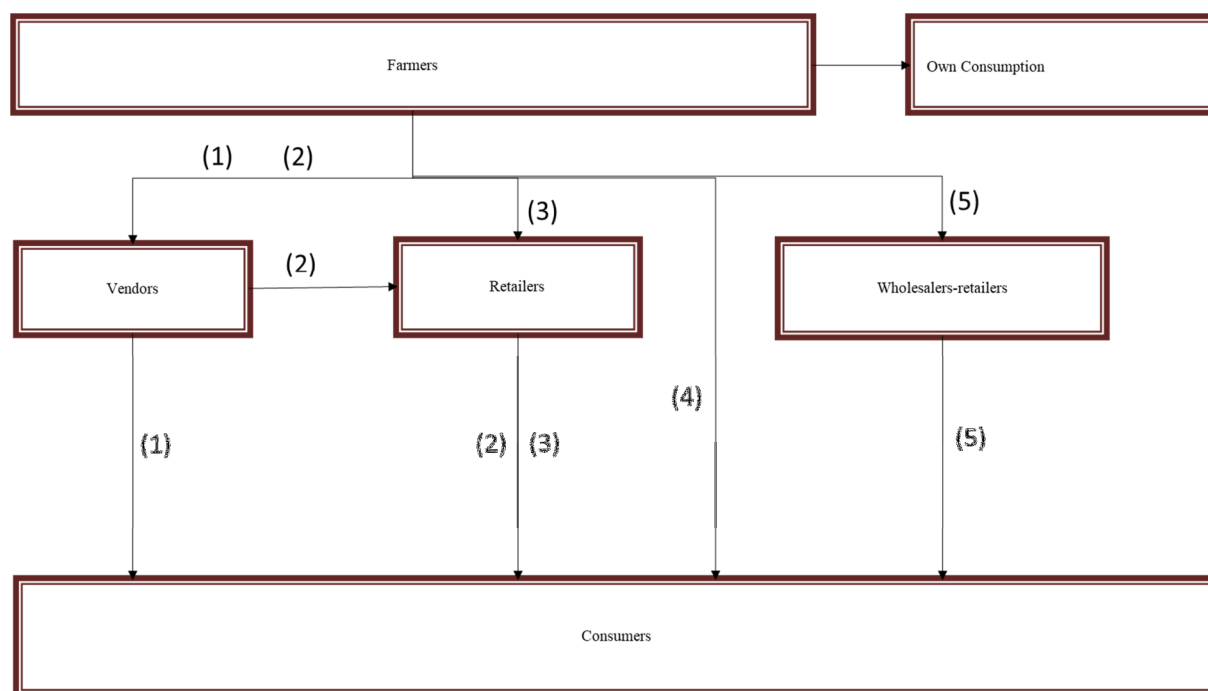 Farmers
Own Consumption
(1) (2)
(3)
(5)
(2)
Vendors
Retailers
Wholesalers-retailers
(4)
(1)
(2) (3)
(5)
Consumers